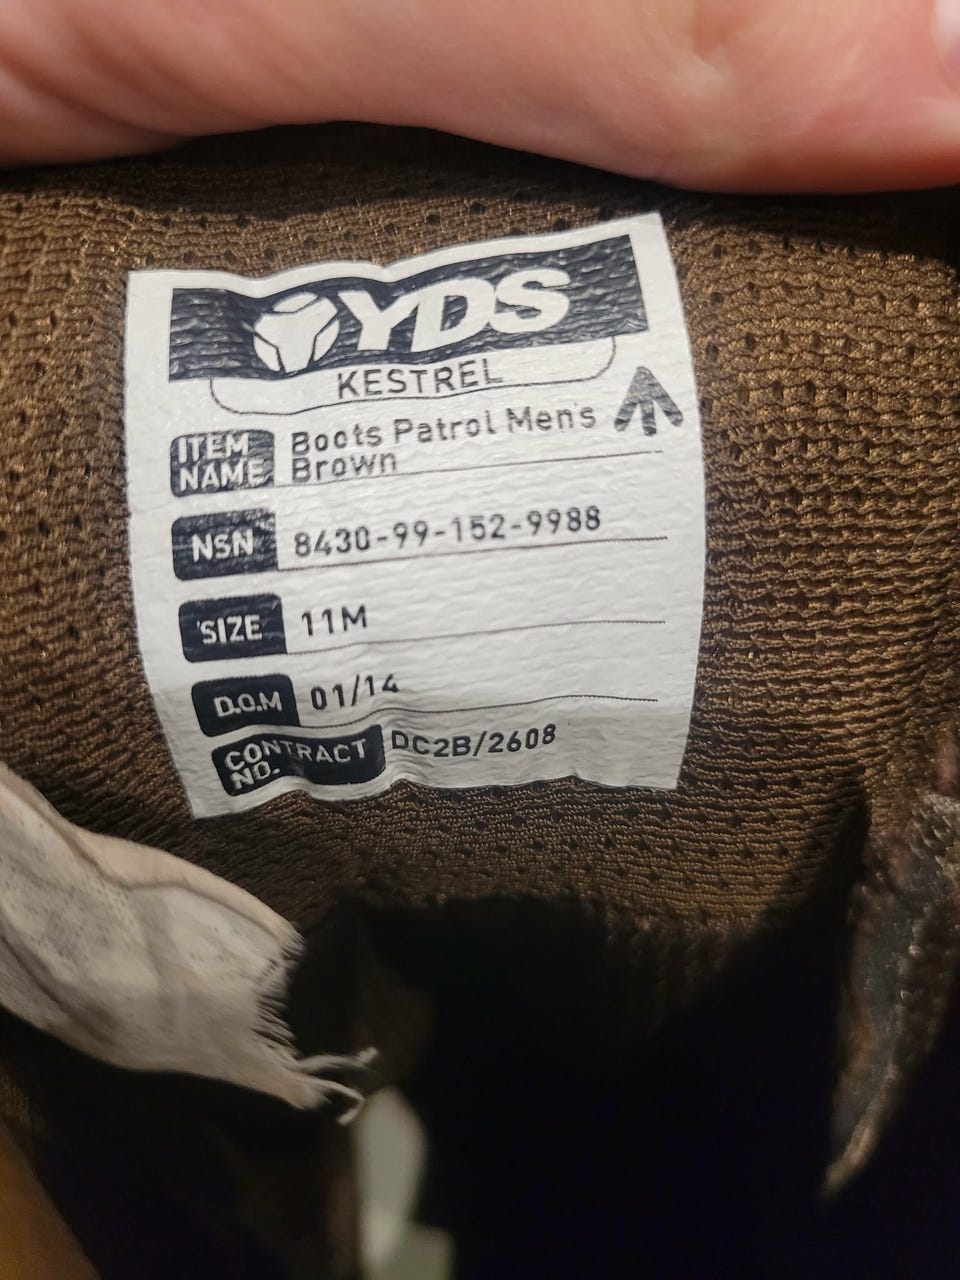 YDS
KESTREL
ITEM NAME Boots Patrol Men's
Brown
NSN 8430-99-152-9988
SIZE 11M
D.O.M 01/14
CONTRACT NO. DC2B/2608